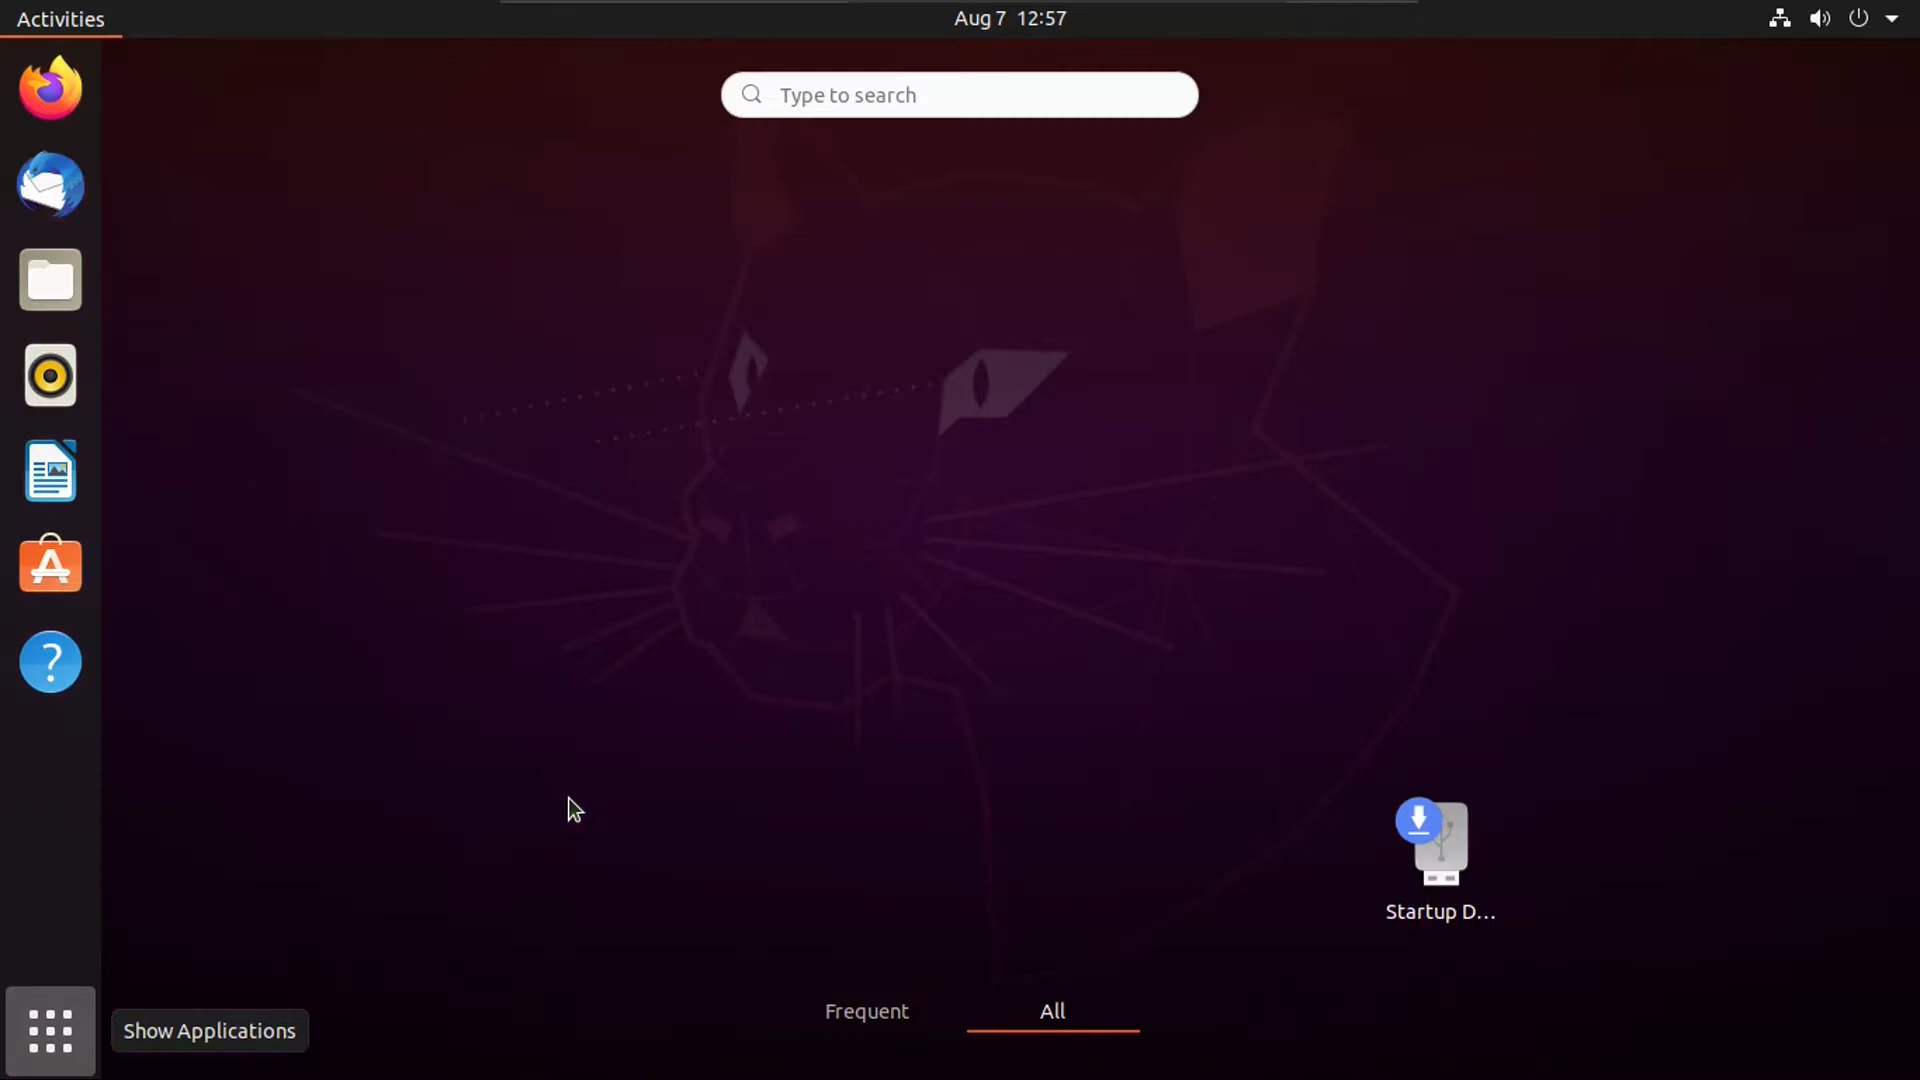 Activities
Aug 7 12:57
Type to search
?
Startup D...
Frequent
All
Show Applications